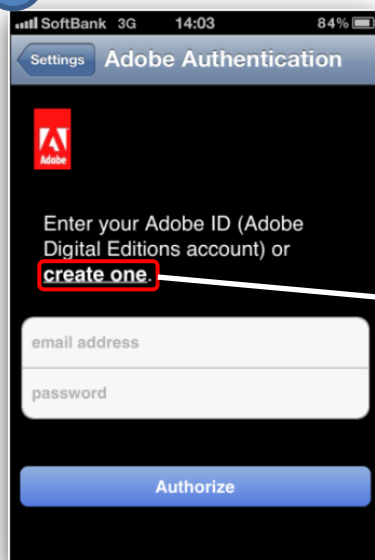 SoftBank 3G 14:03 84%
Settings Adobe Authentication
Adobe
Enter your Adobe ID (Adobe
Digital Editions account) or
create one.
email address
password
Authorize